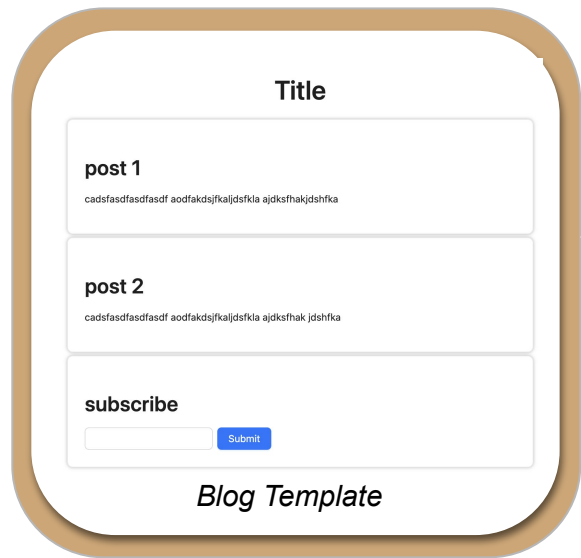 Title
post 1
cadsfasdfasdfasdf aodfakdsjfkaljdsfkla ajdksfhakjdshfka
post 2
cadsfasdfasdfasdf aodfakdsjfkaljdsfkla ajdksfhak jdshfka
subscribe
Submit
Blog Template